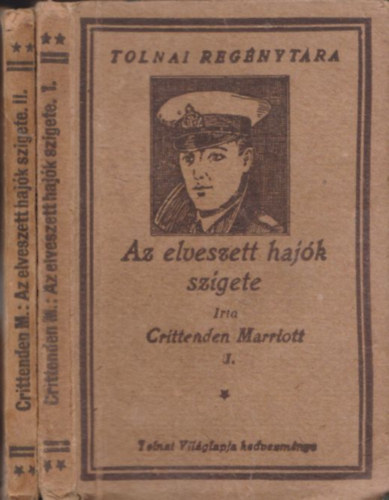 Crittenden M.: Az elveszett hajók szigete. II.
Crittenden M.: Az elveszett hajók szigete. I.
TOLNAI REGÉNYTÁRA
Az elveszett hajók
szigete
Irta
Crittenden Marriott
I.
Tolnai Világlapja kedvezménye